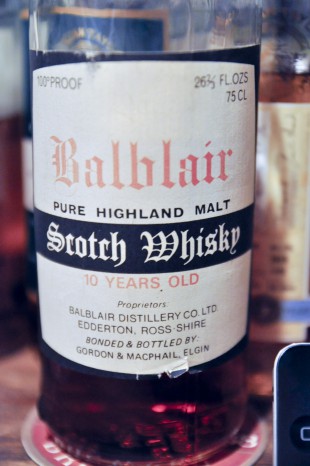 100° PROOF 26⅔ FL.OZS
75 CL
Balblair
PURE HIGHLAND MALT
Scotch Whisky
10 YEARS OLD
Proprietors:
BALBLAIR DISTILLERY CO. LTD.
EDDERTON, ROSS-SHIRE
BONDED & BOTTLED BY:
GORDON & MACPHAIL, ELGIN